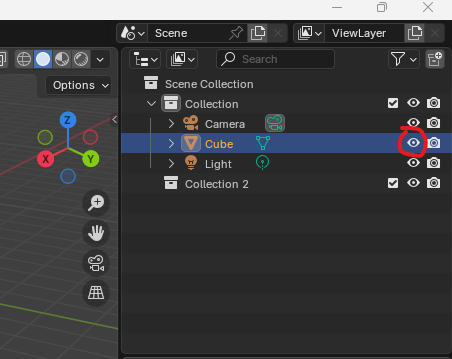 Scene
ViewLayer
Options
Search
Scene Collection
Collection
Z
Camera
X
Y
Cube
Light
Collection 2